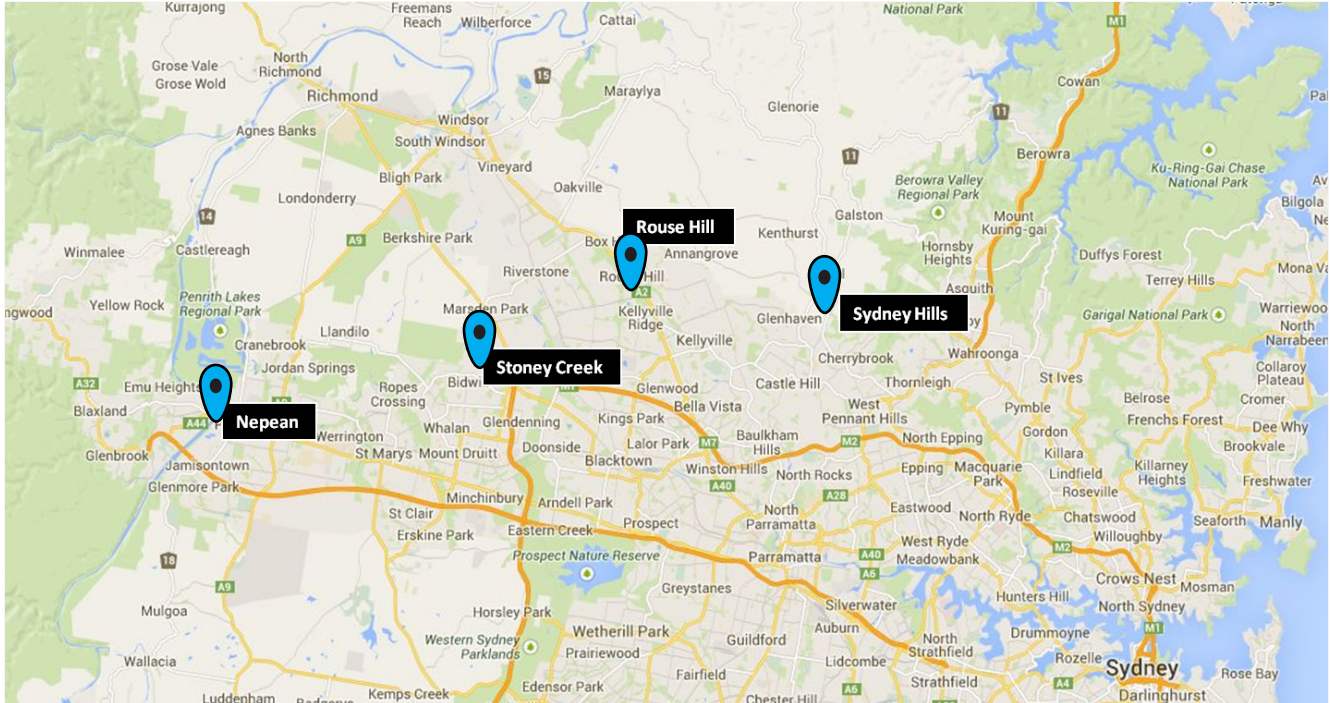 Kurrajong
Freemans
Reach
Wilberforce
Cattai
National Park
M1
Grose Vale
Grose Wold
North
Richmond
15
Cowan
Richmond
Maraylya
Glenorie
11
Windsor
Agnes Banks
South Windsor
Vineyard
11
Berowra
Ku-Ring-Gai Chase
National Park
Bligh Park
Oakville
Londonderry
Berowra Valley
Regional Park
Bilgola
14
Rouse Hill
Galston
Mount
Kuring-gai
A9
Berkshire Park
Kenthurst
Winmalee
Castlereagh
Annangrove
Hornsby
Heights
Duffys Forest
Riverstone
Terrey Hills
Mona Va
Asquith
Yellow Rock
Penrith Lakes
Regional Park
Marsden Park
A2
Kellyville
Ridge
Glenhaven
Sydney Hills
Garigal National Park
Warriewood
North
Narrabeen
Llandilo
Cranebrook
Kellyville
Cherrybrook
Wahroonga
Jordan Springs
Stoney Creek
Collaroy
Plateau
A32
Emu Heights
Ropes
Crossing
Glenwood
Castle Hill
Thornleigh
St Ives
Belrose
Cromer
Blaxland
A44
Nepean
Whalan
Glendenning
Kings Park
Bella Vista
West
Pennant Hills
Pymble
Frenchs Forest
Dee Why
Werrington
St Marys
Mount Druitt
Doonside
Lalor Park
M7
Baulkham
Hills
M2
North Epping
Gordon
Brookvale
Glenbrook
Jamisontown
Blacktown
Winston Hills
North Rocks
Epping
Macquarie
Park
Killara
Lindfield
Killarney
Heights
Glenmore Park
Minchinbury
A40
A28
Roseville
Freshwater
St Clair
Arndell Park
Eastwood
North Ryde
Chatswood
Seaforth
Manly
Erskine Park
Eastern Creek
Prospect
North
Parramatta
Willoughby
Prospect Nature Reserve
Parramatta
A40
West Ryde
Meadowbank
M2
18
A9
Greystanes
A6
Crows Nest
Mosman
Mulgoa
Horsley Park
Silverwater
Hunters Hill
North Sydney
Western Sydney
Parklands
Wetherill Park
Guildford
Auburn
North
Strathfield
Drummoyne
M1
Wallacia
Prairiewood
Fairfield
Lidcombe
Rozelle
Sydney
Rose Bay
Luddenham
Kemps Creek
Edensor Park
Chester Hill
A6
Strathfield
A4
Darlinghurst